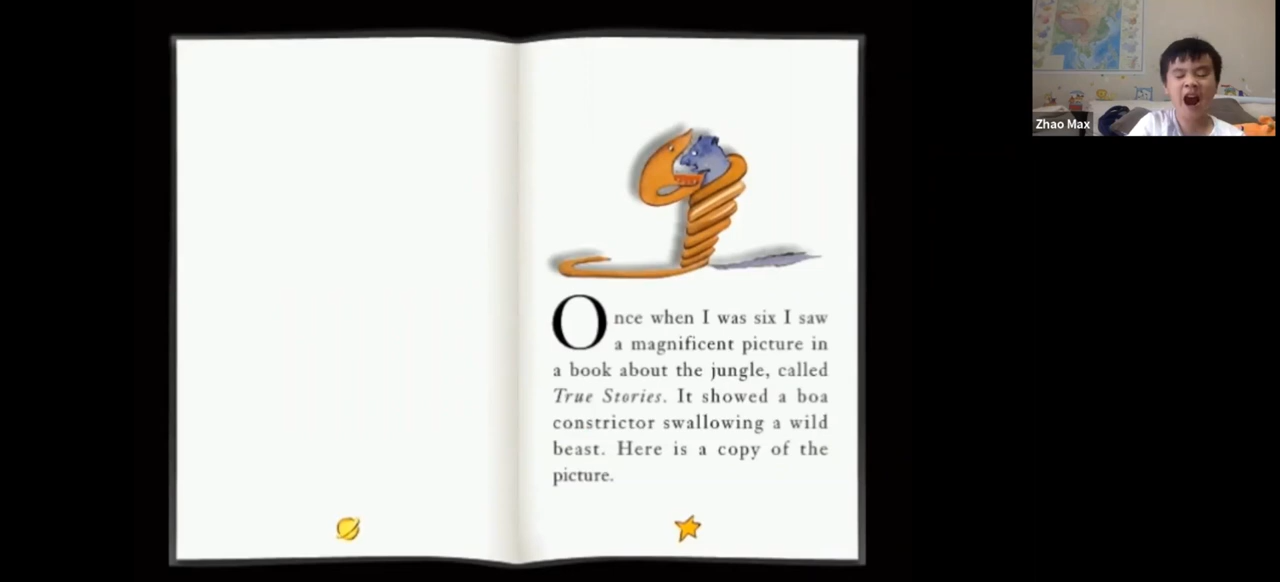 Once when I was six I saw
a magnificent picture in
a book about the jungle, called
True Stories. It showed a boa
constrictor swallowing a wild
beast. Here is a copy of the
picture.
Zhao Max